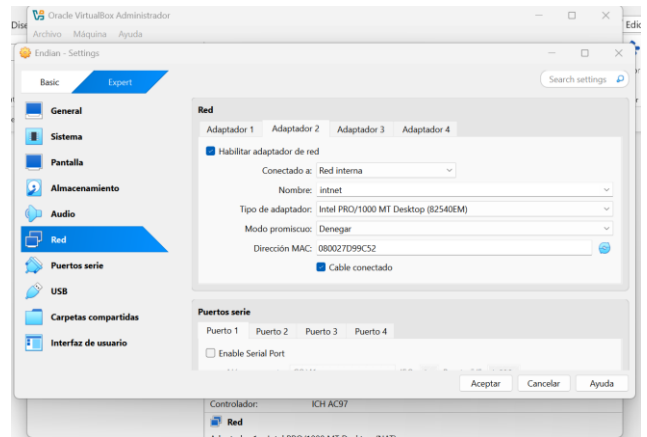 Oracle VirtualBox Administrador
Dise
Edic
Archivo Máquina Ayuda
Endian - Settings
Basic Expert
Search settings
General
Sistema
Pantalla
Almacenamiento
Audio
Red
Puertos serie
USB
Carpetas compartidas
Interfaz de usuario
Red
Adaptador 1 Adaptador 2 Adaptador 3 Adaptador 4
Habilitar adaptador de red
Conectado a: Red interna
Nombre: intnet
Tipo de adaptador: Intel PRO/1000 MT Desktop (82540EM)
Modo promiscuo: Denegar
Dirección MAC: 080027D99C52
Cable conectado
Puertos serie
Puerto 1 Puerto 2 Puerto 3 Puerto 4
Enable Serial Port
Aceptar Cancelar Ayuda
Controlador: ICH AC97
Red